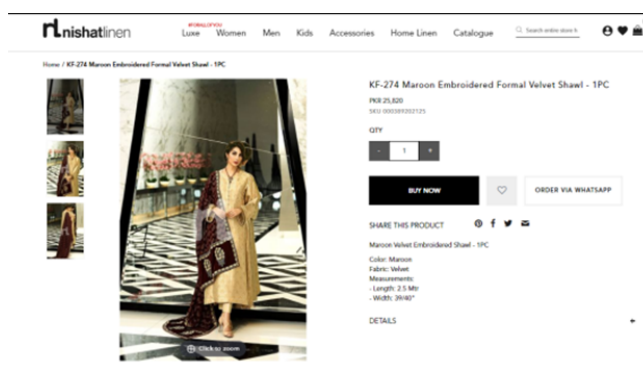 nishatlinen
#FORALLOFYOU
Luxe Women Men Kids Accessories Home Linen Catalogue
Search entire store h
Home / KF-274 Maroon Embroidered Formal Velvet Shawl - 1PC
KF-274 Maroon Embroidered Formal Velvet Shawl - 1PC
PKR 25,820
SKU 000389202125
QTY
- 1 +
BUY NOW
ORDER VIA WHATSAPP
SHARE THIS PRODUCT
Maroon Velvet Embroidered Shawl - 1PC
Color: Maroon
Fabric: Velvet
Measurements:
- Length: 2.5 Mtr
- Width: 39/40"
DETAILS +
Click to zoom